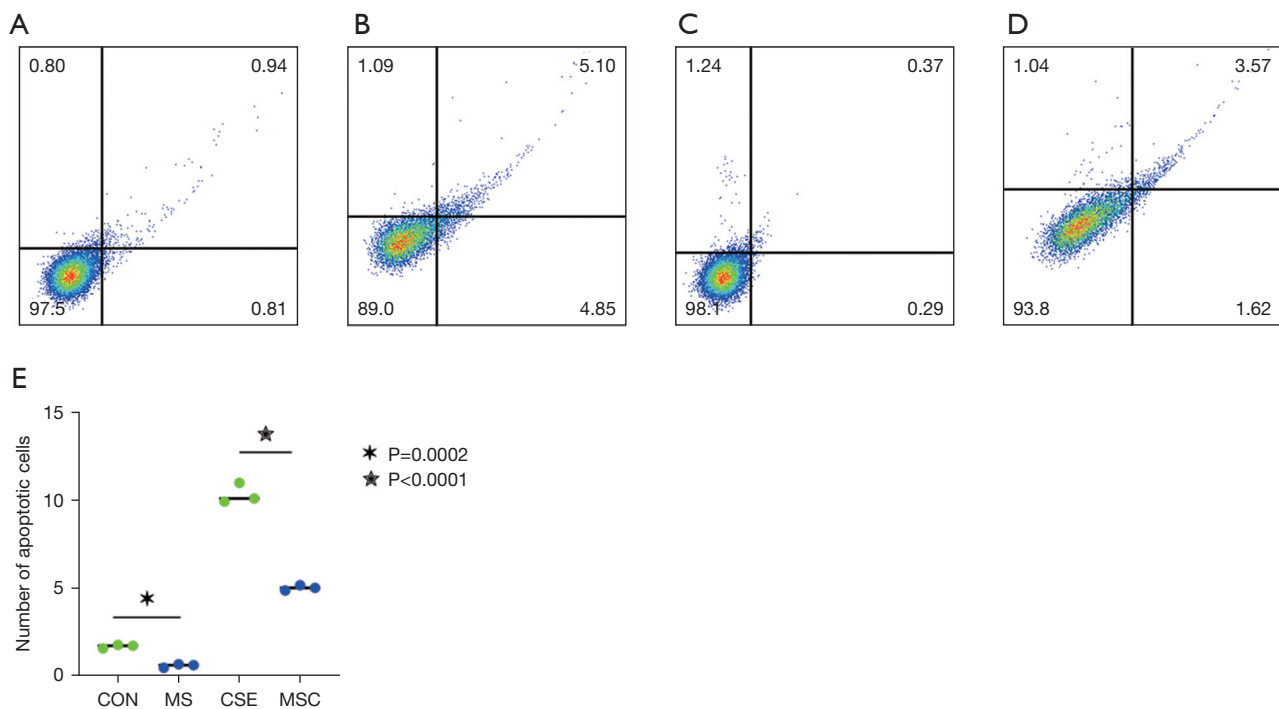 A
B
C
D
0.80 0.94
97.5 0.81
1.09 5.10
89.0 4.85
1.24 0.37
98.1 0.29
1.04 3.57
93.8 1.62
E
Number of apoptotic cells
15
10
5
0
CON MS CSE MSC
P=0.0002
P<0.0001